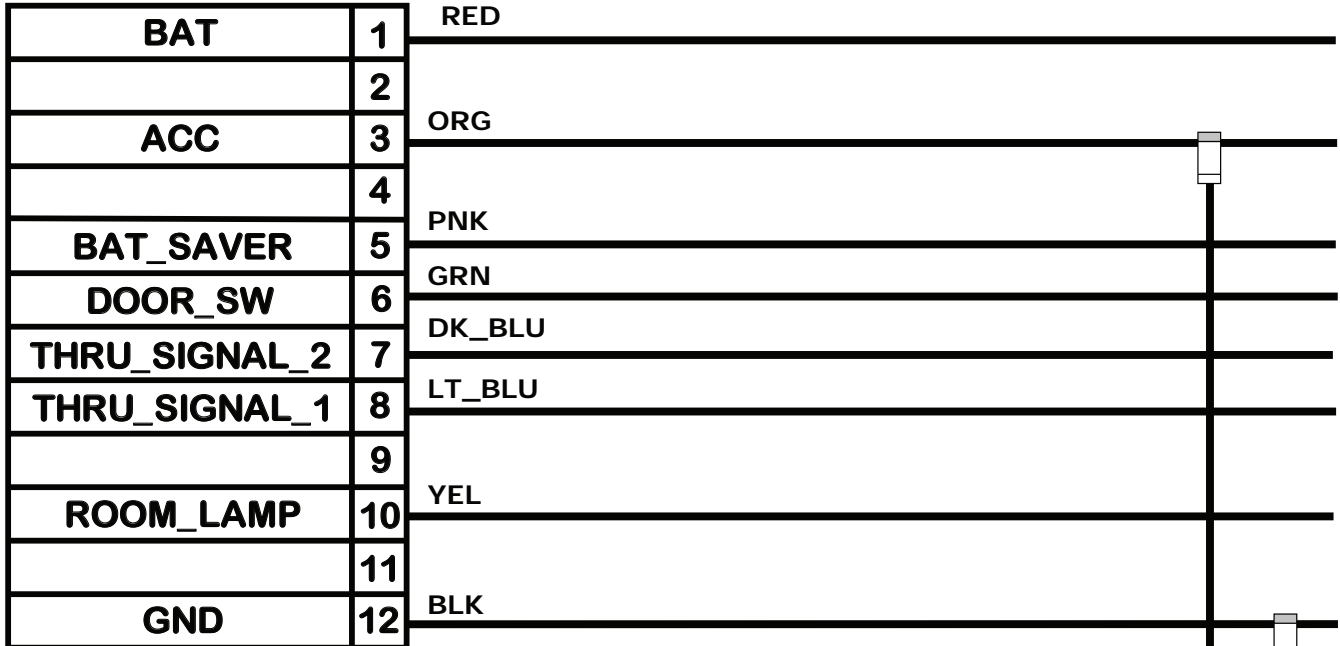 BAT 1 RED
2
ACC 3 ORG
4
BAT_SAVER 5 PNK
DOOR_SW 6 GRN
THRU_SIGNAL_2 7 DK_BLU
THRU_SIGNAL_1 8 LT_BLU
9
ROOM_LAMP 10 YEL
11
GND 12 BLK